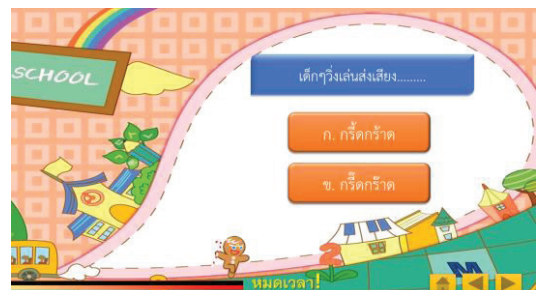 SCHOOL
เด็กๆวิ่งเล่นส่งเสียง.........
ก. กรี้ดกร้าด
ข. กรี๊ดกร๊าด
2
หมดเวลา!
M